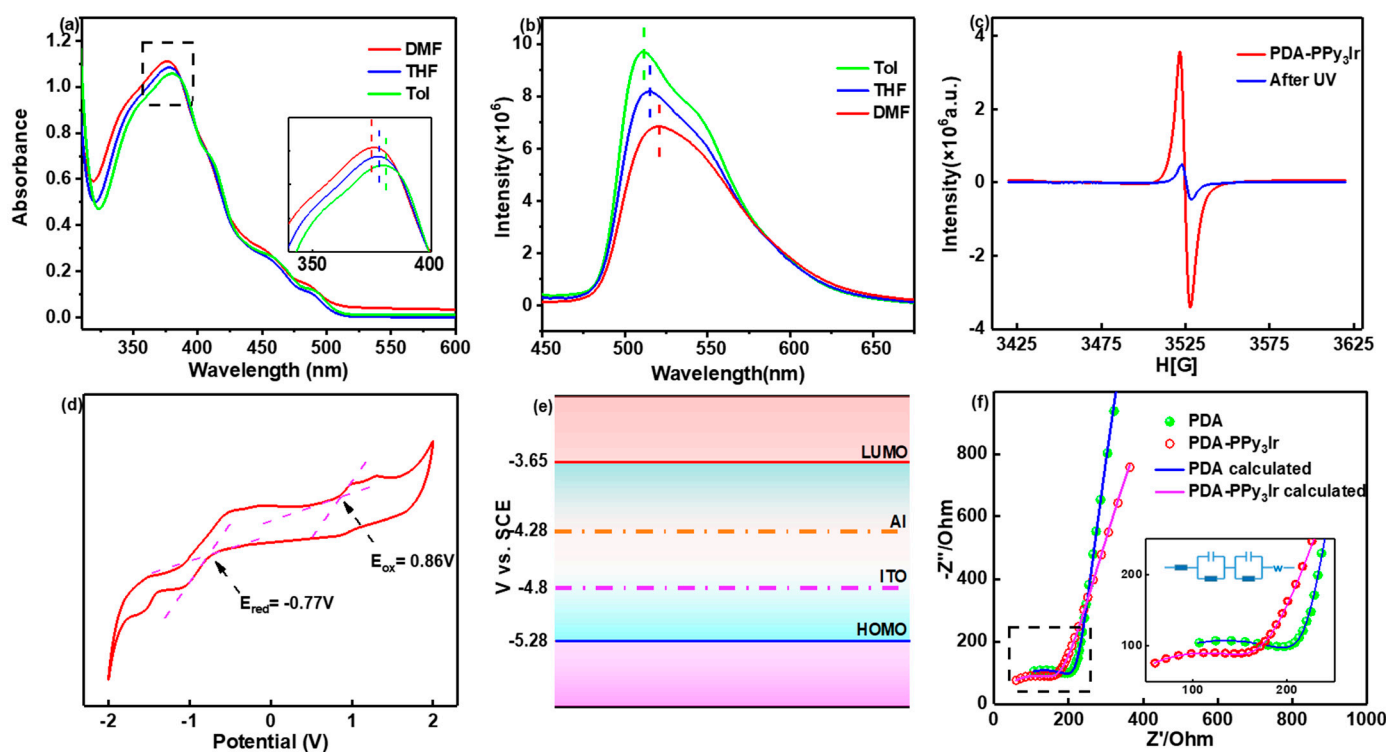 (a)
1.2
1.0
0.8
0.6
0.4
0.2
0.0
Absorbance
DMF
THF
Tol
350
400
350 400 450 500 550 600
Wavelength (nm)
(b)
10
8
6
4
2
0
Intensity(×10⁶)
Tol
THF
DMF
450 500 550 600 650
Wavelength(nm)
(c)
4
2
0
-2
-4
Intensity(×10⁶a.u.)
PDA-PPy₃Ir
After UV
3425 3475 3525 3575 3625
H[G]
(d)
Eox= 0.86V
Ered= -0.77V
-2 -1 0 1 2
Potential (V)
(e)
V vs. SCE
-3.65
LUMO
-4.28
Al
-4.8
ITO
-5.28
HOMO
(f)
-800
-600
-400
200
0
-Z''/Ohm
PDA
PDA-PPy₃Ir
PDA calculated
PDA-PPy₃Ir calculated
W
200
100
100 200
0 200 400 600 800 1000
Z'/Ohm